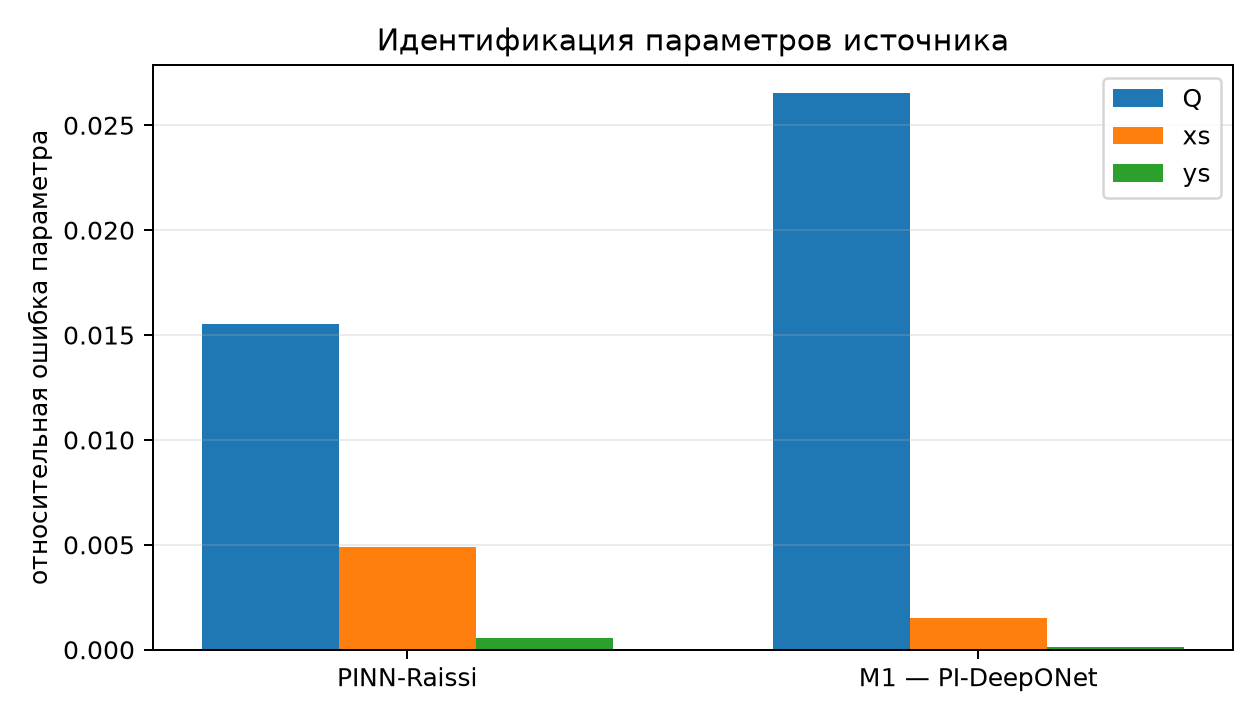 Идентификация параметров источника
относительная ошибка параметра
0.025
0.020
0.015
0.010
0.005
0.000
Q
xs
ys
PINN-Raissi
M1 — PI-DeepONet